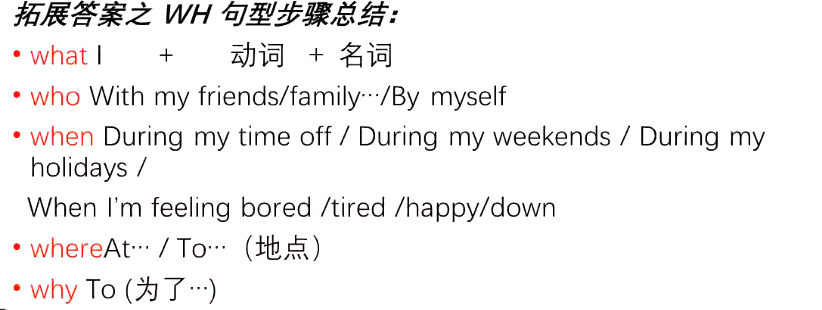 拓展答案之 WH 句型步骤总结：
• what I + 动词 + 名词
• who With my friends/family…/By myself
• when During my time off / During my weekends / During my
holidays /
When I'm feeling bored /tired /happy/down
• whereAt… / To…（地点）
• why To (为了…)